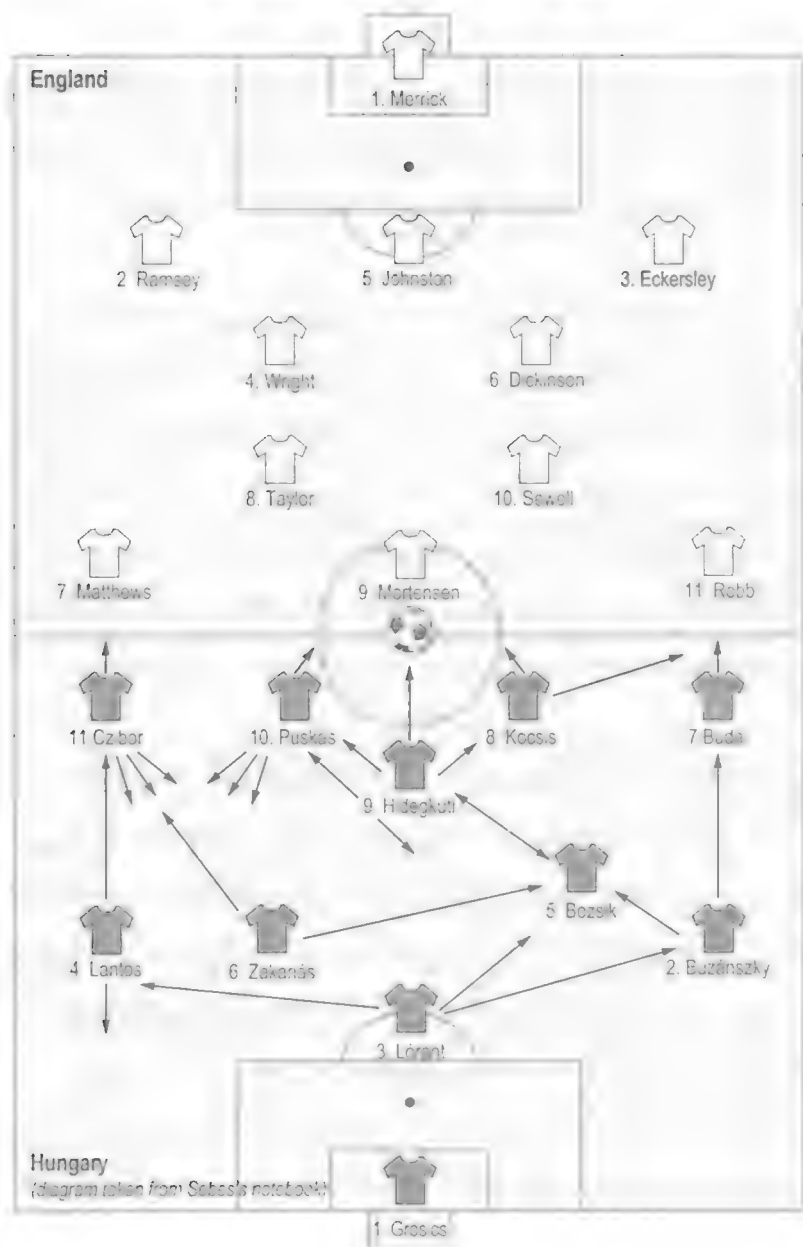 England
1. Merrick
2 Ramsey
5 Johnston
3. Eckersley
4. Wright
6 Dickinson
8. Taylor
10. Sewell
7 Matthews
9 Mortensen
11 Robb
11 Czibor
10. Puskás
8 Kocsis
7 Budai
9 Hidegkuti
5 Bozsik
4 Lantos
6 Zakariás
2. Buzánszky
3 Lóránt
Hungary
(diagram taken from Sebes's notebook)
1 Grosics